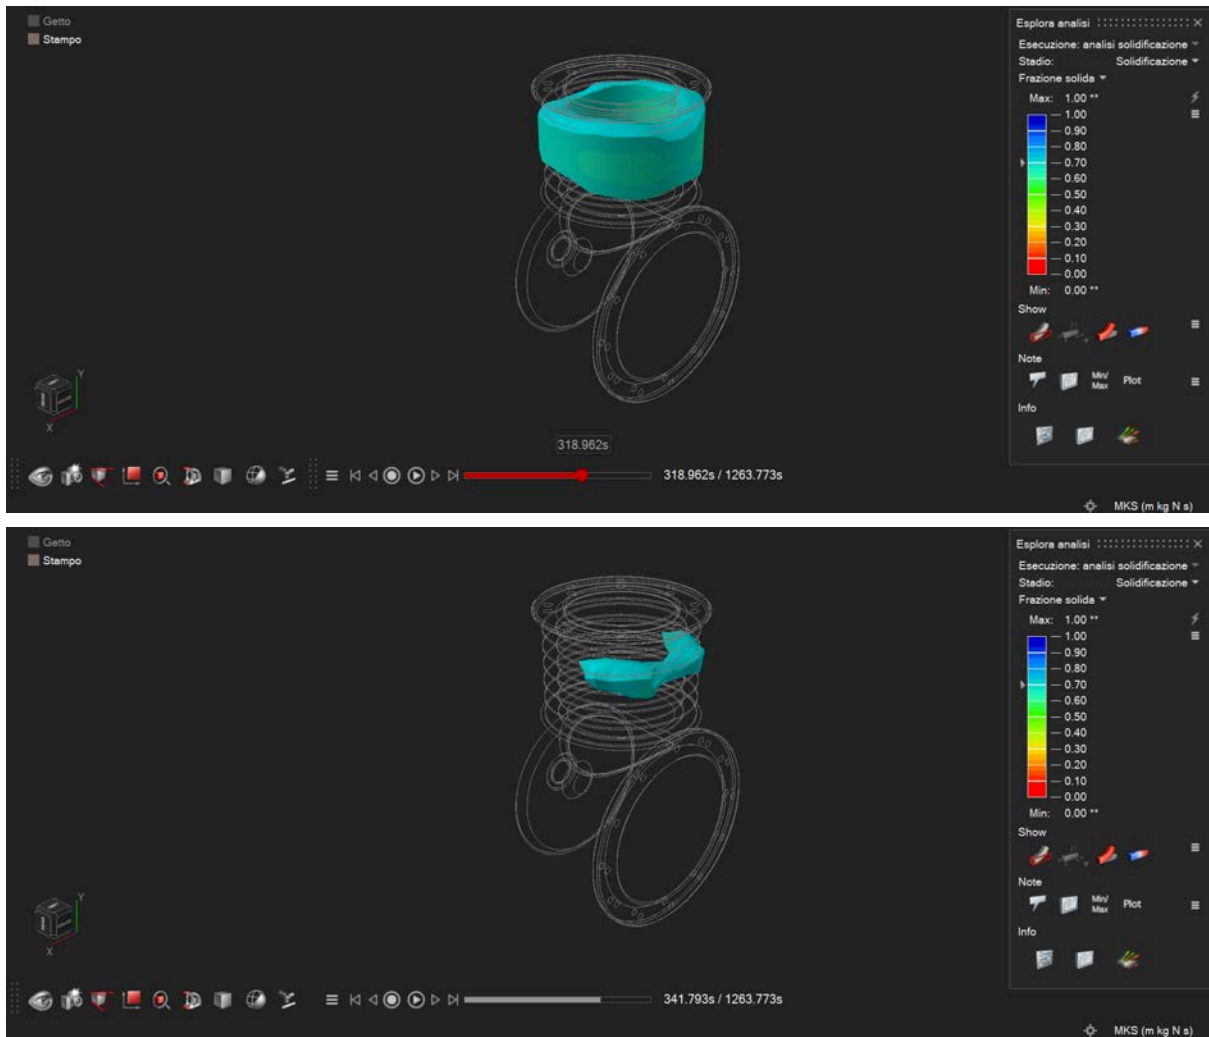 Getto
Stampo
Esplora analisi
Esecuzione: analisi solidificazione
Stadio: Solidificazione
Frazione solida
Max: 1.00 **
1.00
0.90
0.80
0.70
0.60
0.50
0.40
0.30
0.20
0.10
0.00
Min: 0.00 **
Show
Note
Min/
Max
Plot
Info
Y
X
318.962s
318.962s / 1263.773s
MKS (m kg N s)
Getto
Stampo
Esplora analisi
Esecuzione: analisi solidificazione
Stadio: Solidificazione
Frazione solida
Max: 1.00 **
1.00
0.90
0.80
0.70
0.60
0.50
0.40
0.30
0.20
0.10
0.00
Min: 0.00 **
Show
Note
Min/
Max
Plot
Info
Y
X
341.793s / 1263.773s
MKS (m kg N s)